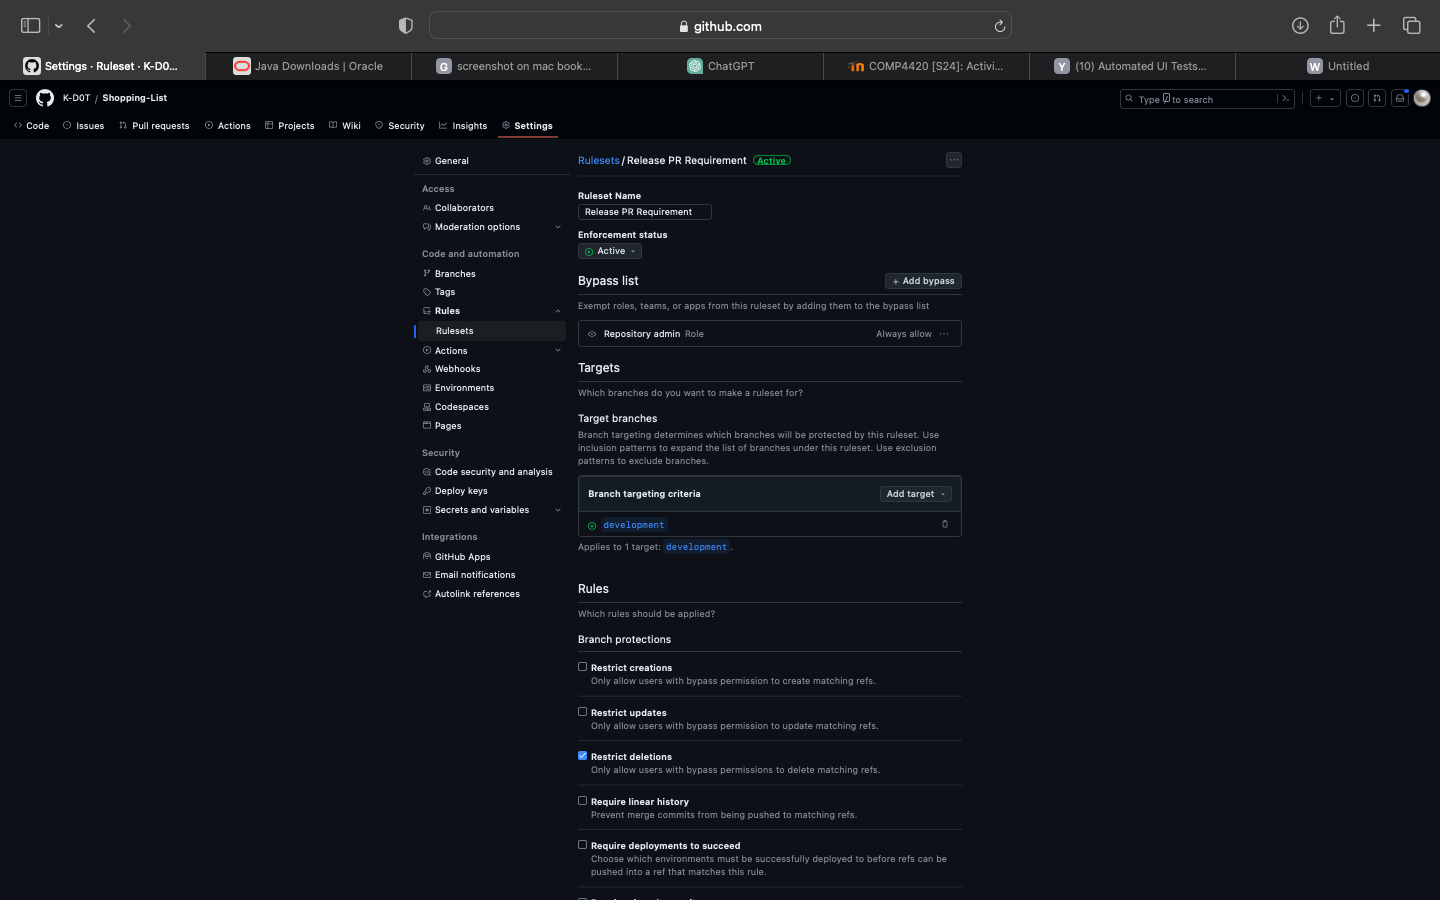 github.com
Settings · Ruleset · K-D0...
Java Downloads | Oracle
G screenshot on mac book...
ChatGPT
COMP4420 [S24]: Activi...
Y (10) Automated UI Tests...
W Untitled
K-D0T / Shopping-List
Type / to search
Code Issues Pull requests Actions Projects Wiki Security Insights Settings
General
Access
Collaborators
Moderation options
Code and automation
Branches
Tags
Rules
Rulesets
Actions
Webhooks
Environments
Codespaces
Pages
Security
Code security and analysis
Deploy keys
Secrets and variables
Integrations
GitHub Apps
Email notifications
Autolink references
Rulesets / Release PR Requirement Active
Ruleset Name
Release PR Requirement
Enforcement status
Active
Bypass list
+ Add bypass
Exempt roles, teams, or apps from this ruleset by adding them to the bypass list
Repository admin Role Always allow ...
Targets
Which branches do you want to make a ruleset for?
Target branches
Branch targeting determines which branches will be protected by this ruleset. Use
inclusion patterns to expand the list of branches under this ruleset. Use exclusion
patterns to exclude branches.
Branch targeting criteria Add target
development
Applies to 1 target: development.
Rules
Which rules should be applied?
Branch protections
Restrict creations
Only allow users with bypass permission to create matching refs.
Restrict updates
Only allow users with bypass permission to update matching refs.
Restrict deletions
Only allow users with bypass permissions to delete matching refs.
Require linear history
Prevent merge commits from being pushed to matching refs.
Require deployments to succeed
Choose which environments must be successfully deployed to before refs can be
pushed into a ref that matches this rule.